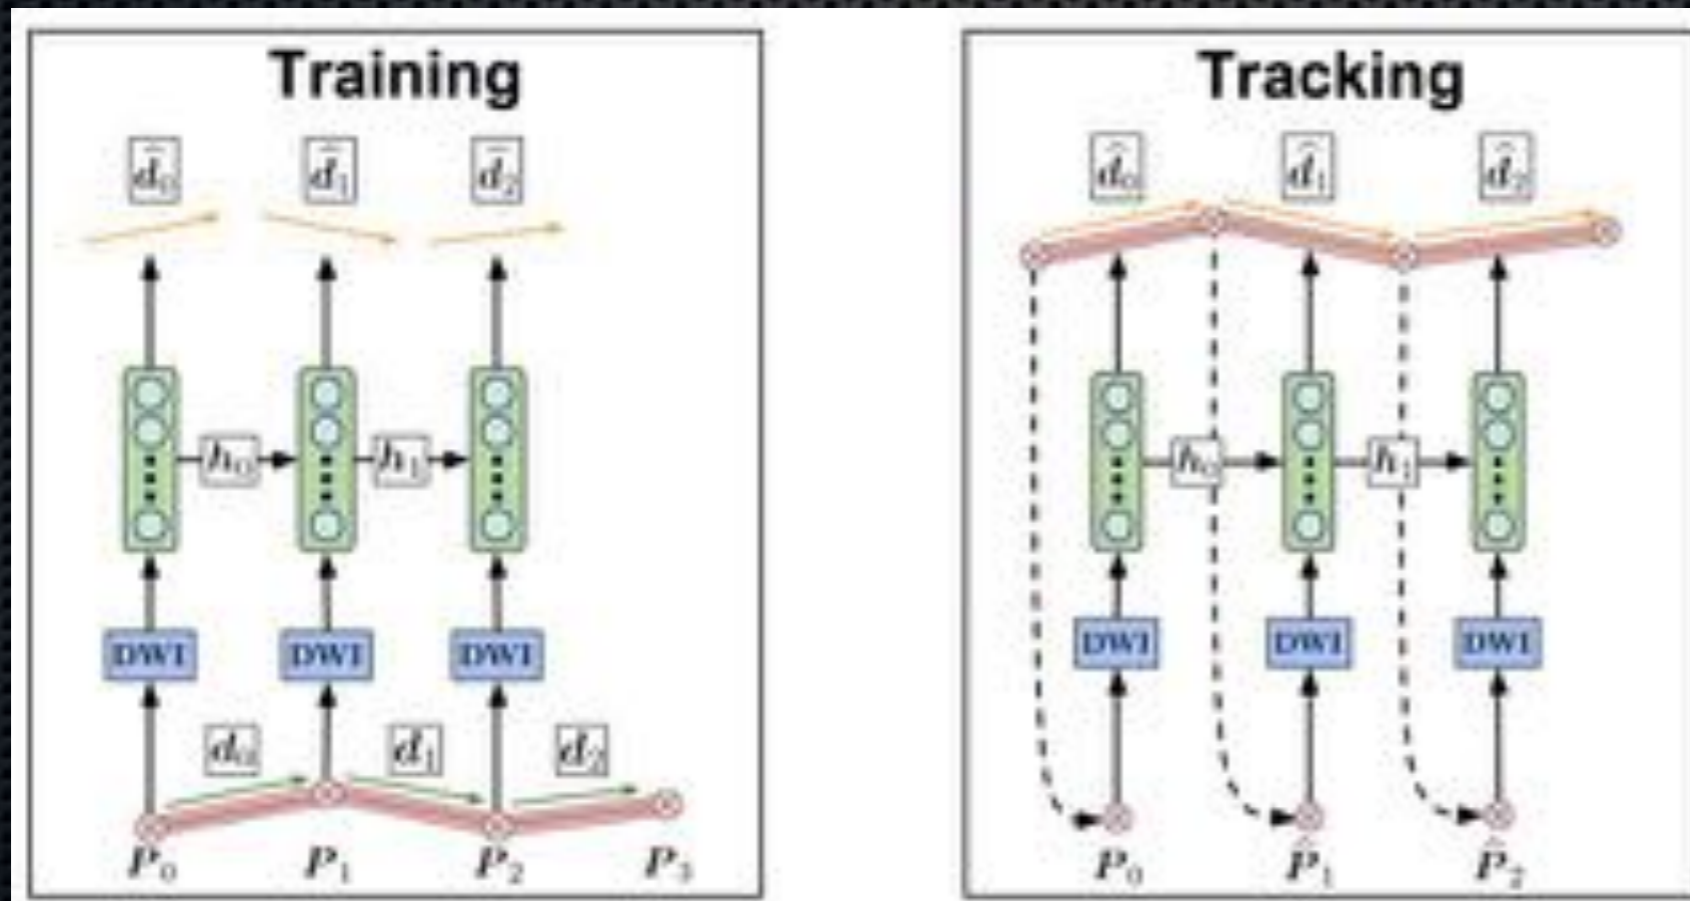 Training
d̂₀ d̂₁ d̂₂
h₀ h₁
DWI DWI DWI
d₀ d₁ d₂
P₀ P₁ P₂ P₃
Tracking
d̂₀ d̂₁ d̂₂
h₀ h₁
DWI DWI DWI
P₀ P̂₁ P̂₂